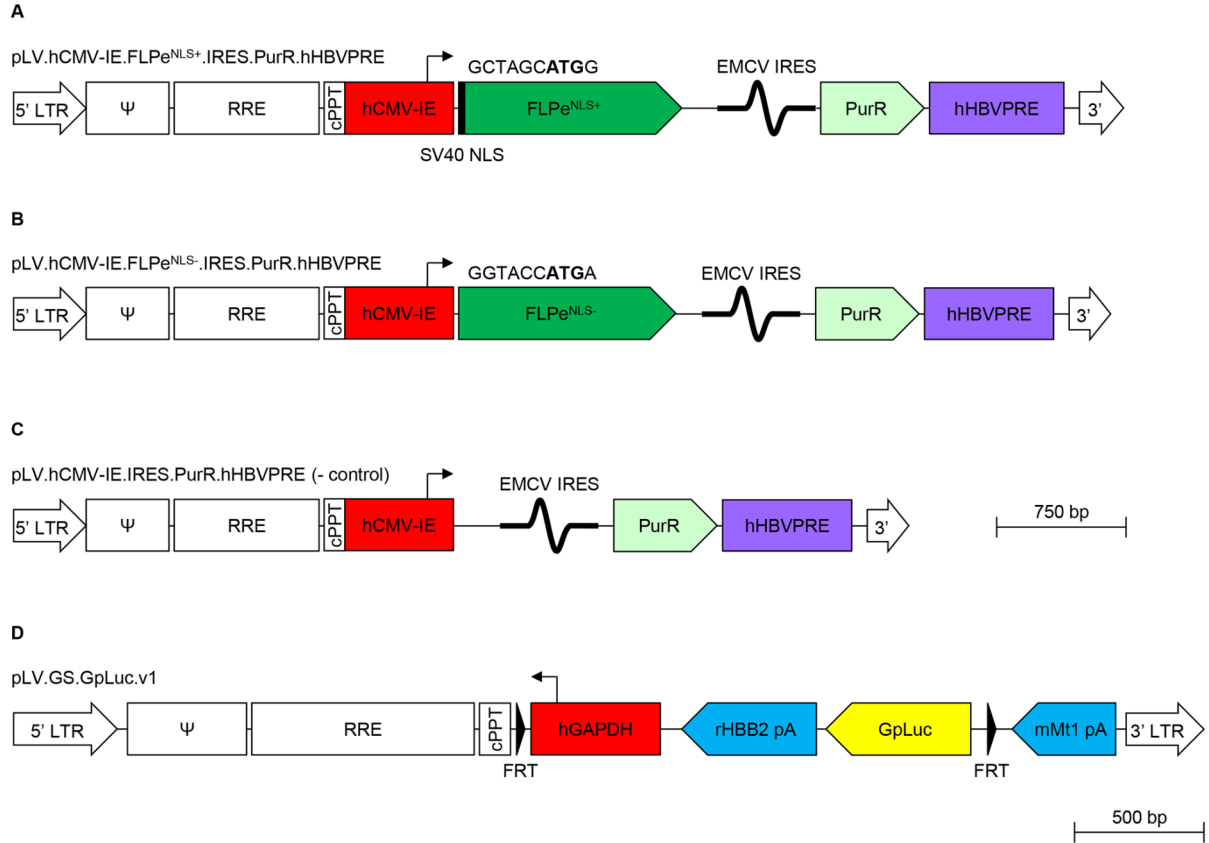 A
pLV.hCMV-IE.FLPeNLS+.IRES.PurR.hHBVPRE
GCTAGCATGG
EMCV IRES
5' LTR
Ψ
RRE
cPPT
hCMV-IE
FLPeNLS+
PurR
hHBVPRE
3'
SV40 NLS
B
pLV.hCMV-IE.FLPeNLS-.IRES.PurR.hHBVPRE
GGTACCATGA
EMCV IRES
5' LTR
Ψ
RRE
cPPT
hCMV-IE
FLPeNLS-
PurR
hHBVPRE
3'
C
pLV.hCMV-IE.IRES.PurR.hHBVPRE (- control)
EMCV IRES
5' LTR
Ψ
RRE
cPPT
hCMV-IE
PurR
hHBVPRE
3'
750 bp
D
pLV.GS.GpLuc.v1
5' LTR
Ψ
RRE
cPPT
hGAPDH
rHBB2 pA
GpLuc
mMt1 pA
3' LTR
FRT
FRT
500 bp